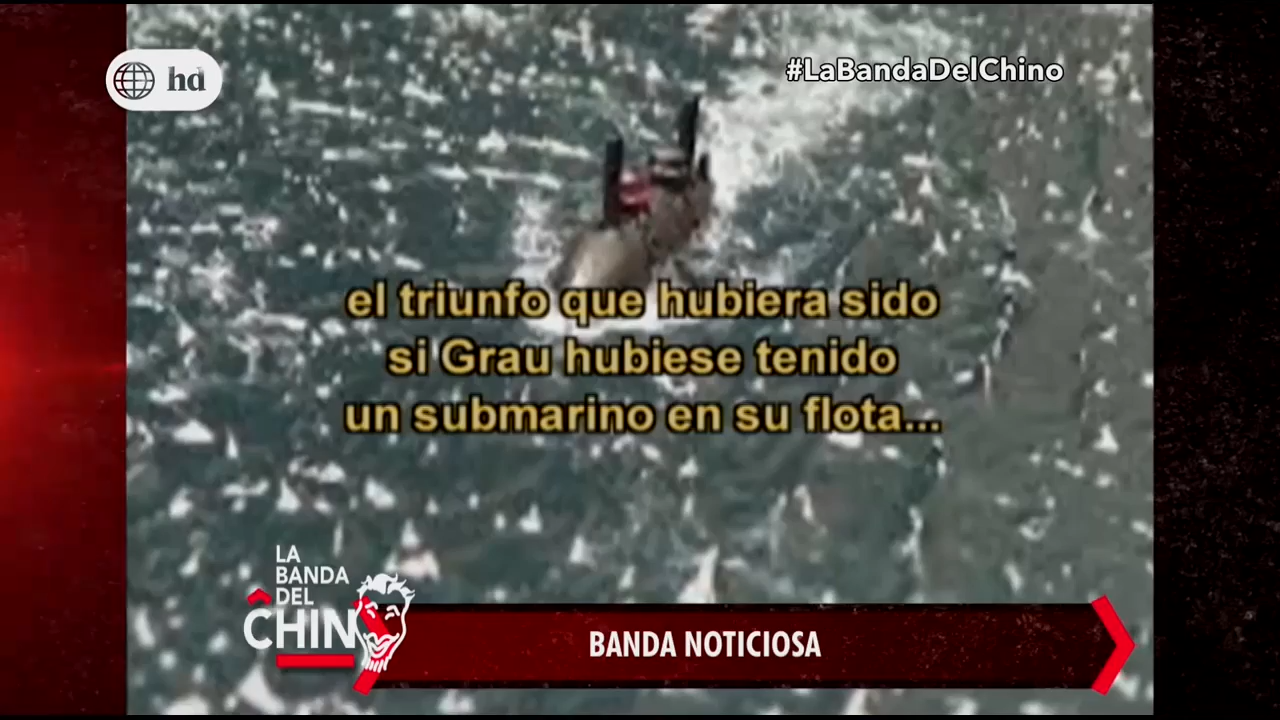 hd
#LaBandaDelChino
el triunfo que hubiera sido
si Grau hubiese tenido
un submarino en su flota...
LA
BANDA
DEL
CHIN
BANDA NOTICIOSA